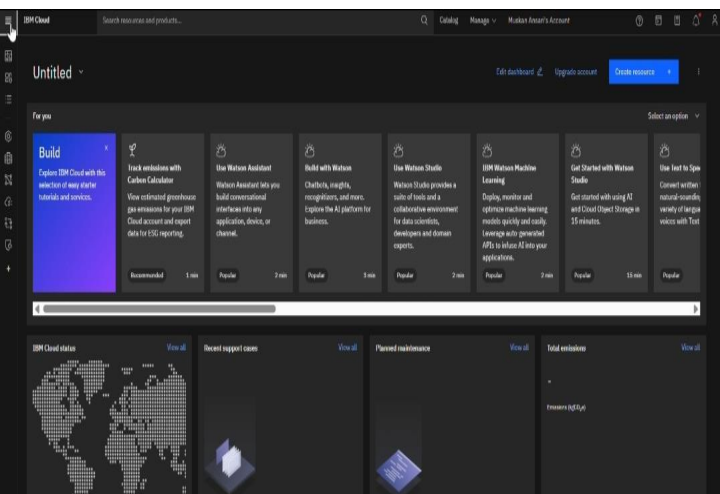 IBM Cloud
Search resources and products...
Catalog
Manage
Muskan Ansari's Account
Untitled
Edit dashboard
Upgrade account
Create resource +
For you
Select an option
Build
×
Explore IBM Cloud with this
selection of easy starter
tutorials and services.
Track emissions with
Carbon Calculator
View estimated greenhouse
gas emissions for your IBM
Cloud account and export
data for ESG reporting.
Recommended
1 min
Use Watson Assistant
Watson Assistant lets you
build conversational
interfaces into any
application, device, or
channel.
Popular
2 min
Build with Watson
Chatbots, insights,
recognitions, and more.
Explore the AI platform for
business.
Popular
3 min
Use Watson Studio
Watson Studio provides a
suite of tools and a
collaborative environment
for data scientists,
developers and domain
experts.
Popular
2 min
IBM Watson Machine
Learning
Deploy, monitor and
optimize machine learning
models quickly and easily.
Leverage auto generated
APIs to infuse AI into your
applications.
Popular
2 min
Get Started with Watson
Studio
Get started with using AI
and Cloud Object Storage in
15 minutes.
Popular
15 min
Use Text to Spee
Convert written
natural-sounding
variety of langua
voices with Text
Popular
IBM Cloud status
View all
Recent support cases
View all
Planned maintenance
View all
Total emissions
View all
-
Emissions (kgCO₂e)